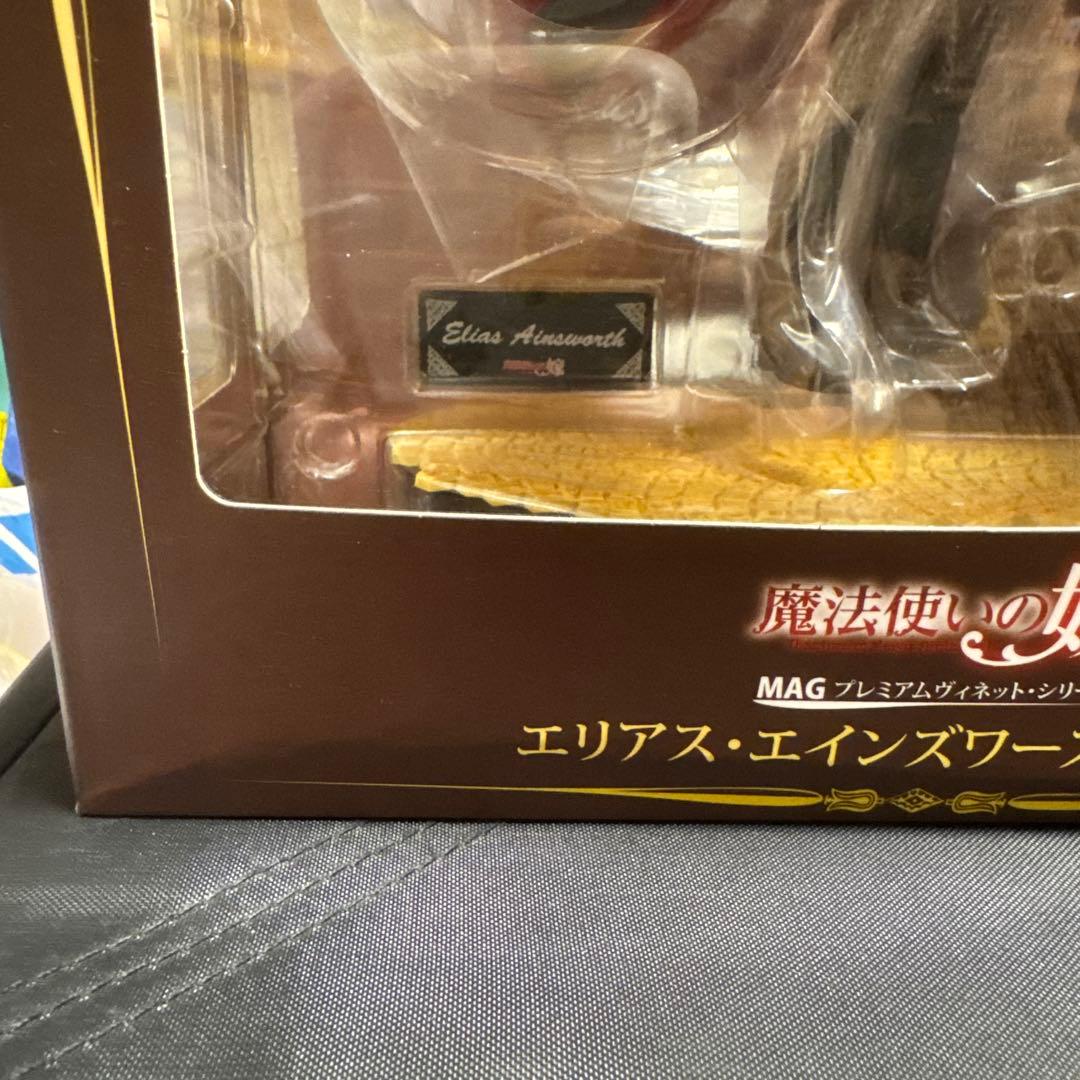 Elias Ainsworth
魔法使いの
MAG プレミアムヴィネット・シリー
エリアス・エインズワース